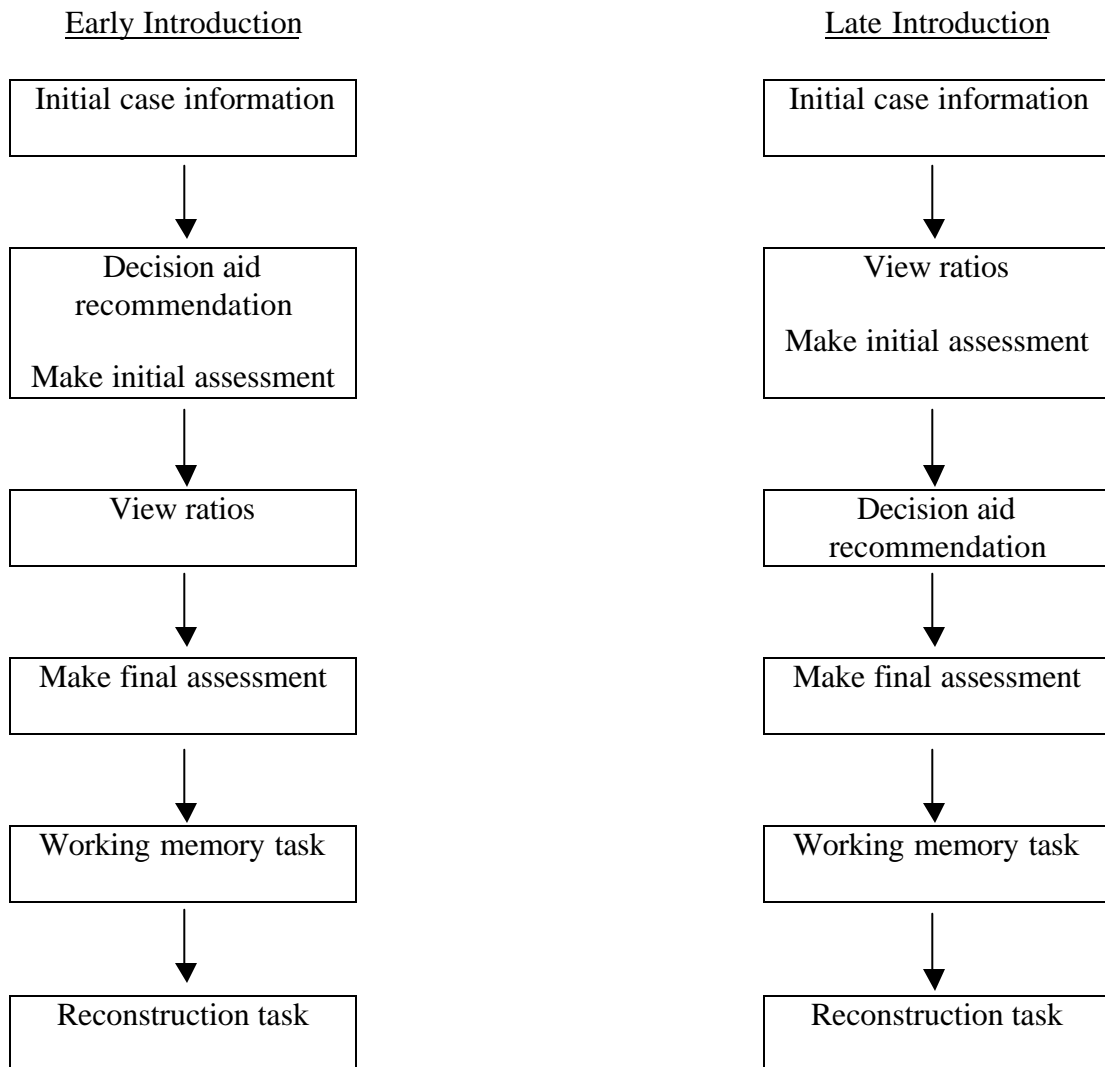 Early Introduction
Initial case information
Decision aid
recommendation
Make initial assessment
View ratios
Make final assessment
Working memory task
Reconstruction task
Late Introduction
Initial case information
View ratios
Make initial assessment
Decision aid
recommendation
Make final assessment
Working memory task
Reconstruction task